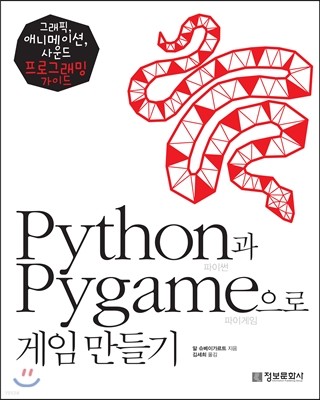 그래픽,
애니메이션,
사운드
프로그래밍
가이드
Python과
파이썬
Pygame으로
파이게임
게임 만들기
알 슈베이가르트 지음
김세희 옮김
정보문화사